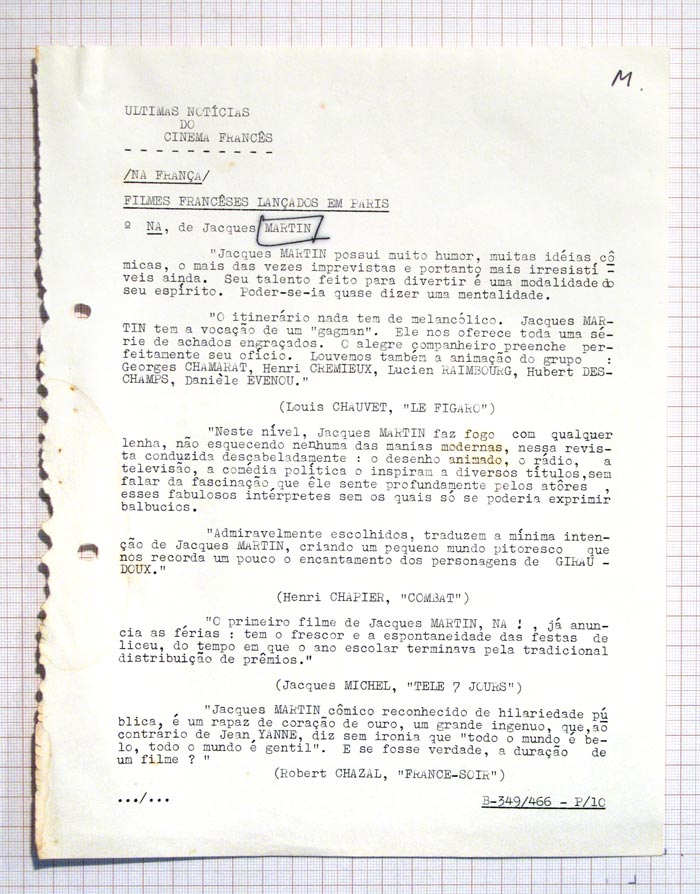 M.
ULTIMAS NOTÍCIAS
DO
CINEMA FRANCÊS
- - - - - - - - - -
/NA FRANÇA/
FILMES FRANCÊSES LANÇADOS EM PARIS
º NA, de Jacques MARTIN
"Jacques MARTIN possui muito humor, muitas idéias cô
micas, o mais das vezes imprevistas e portanto mais irresistí -
veis ainda. Seu talento feito para divertir é uma modalidade do
seu espírito. Poder-se-ia quase dizer uma mentalidade.
"O itinerário nada tem de melancólico. Jacques MAR-
TIN tem a vocação de um "gagman". Ele nos oferece toda uma sé-
rie de achados engraçados. O alegre companheiro preenche per-
feitamente seu ofício. Louvemos também a animação do grupo :
Georges CHAMARAT, Henri CREMIEUX, Lucien RAIMBOURG, Hubert DES-
CHAMPS, Danièle EVENOU."
(Louis CHAUVET, "LE FIGARO")
"Neste nível, Jacques MARTIN faz fogo com qualquer
lenha, não esquecendo nenhuma das manias modernas, nessa revis-
ta conduzida descabeladamente : o desenho animado, o rádio, a
televisão, a comédia política o inspiram a diversos títulos,sem
falar da fascinação que êle sente profundamente pelos atôres ,
esses fabulosos intérpretes sem os quais só se poderia exprimir
balbucios.
"Admiravelmente escolhidos, traduzem a mínima inten-
ção de Jacques MARTIN, criando um pequeno mundo pitoresco que
nos recorda um pouco o encantamento dos personagens de GIRAU -
DOUX."
(Henri CHAPIER, "COMBAT")
"O primeiro filme de Jacques MARTIN, NA ! , já anun-
cia as férias : tem o frescor e a espontaneidade das festas de
liceu, do tempo em que o ano escolar terminava pela tradicional
distribuição de prêmios."
(Jacques MICHEL, "TELE 7 JOURS")
"Jacques MARTIN cômico reconhecido de hilariedade pú
blica, é um rapaz de coração de ouro, um grande ingenuo, que,ao
contrário de Jean YANNE, diz sem ironia que "todo o mundo é be-
lo, todo o mundo é gentil". E se fosse verdade, a duração de
um filme ? "
(Robert CHAZAL, "FRANCE-SOIR")
.../... B-349/466 - P/10